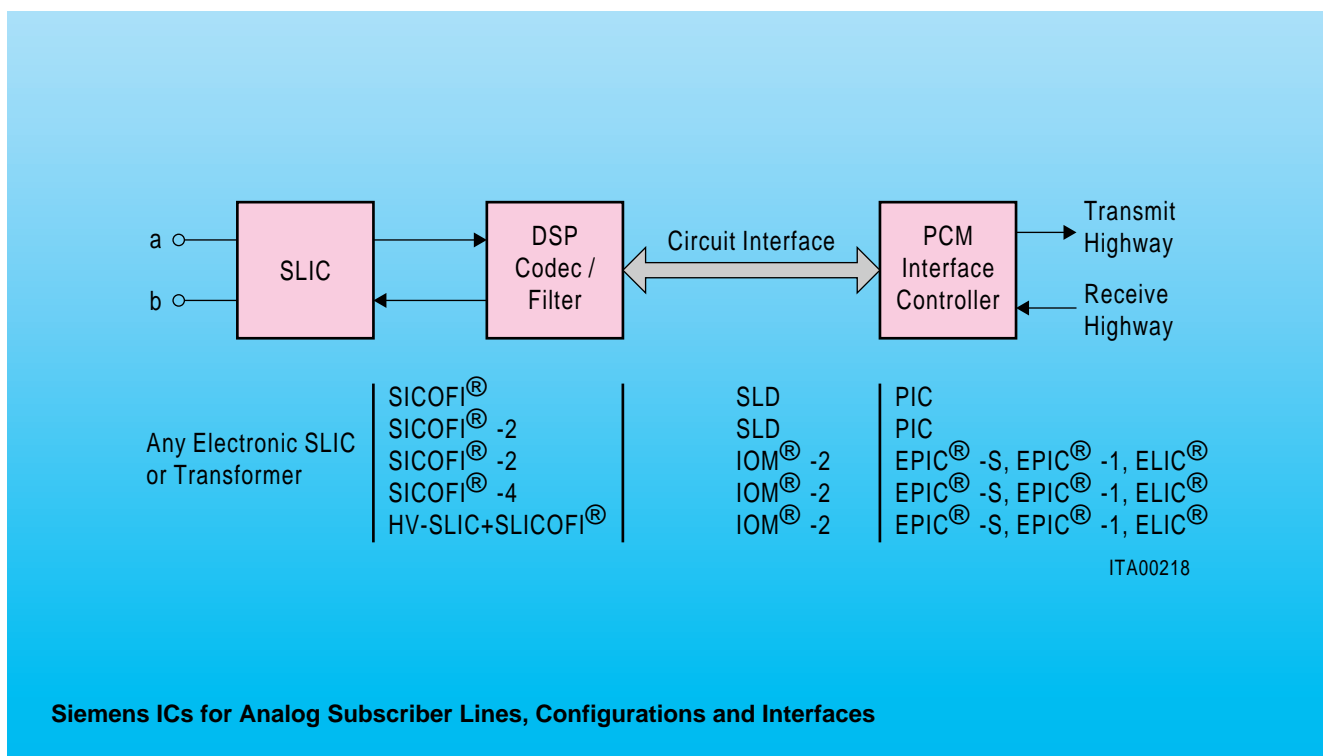 a
b
SLIC
DSP
Codec /
Filter
Circuit Interface
PCM
Interface
Controller
Transmit
Highway
Receive
Highway
Any Electronic SLIC
or Transformer
SICOFI® SLD PIC
SICOFI® -2 SLD PIC
SICOFI® -2 IOM® -2 EPIC® -S, EPIC® -1, ELIC®
SICOFI® -4 IOM® -2 EPIC® -S, EPIC® -1, ELIC®
HV-SLIC+SLICOFI® IOM® -2 EPIC® -S, EPIC® -1, ELIC®
ITA00218
Siemens ICs for Analog Subscriber Lines, Configurations and Interfaces